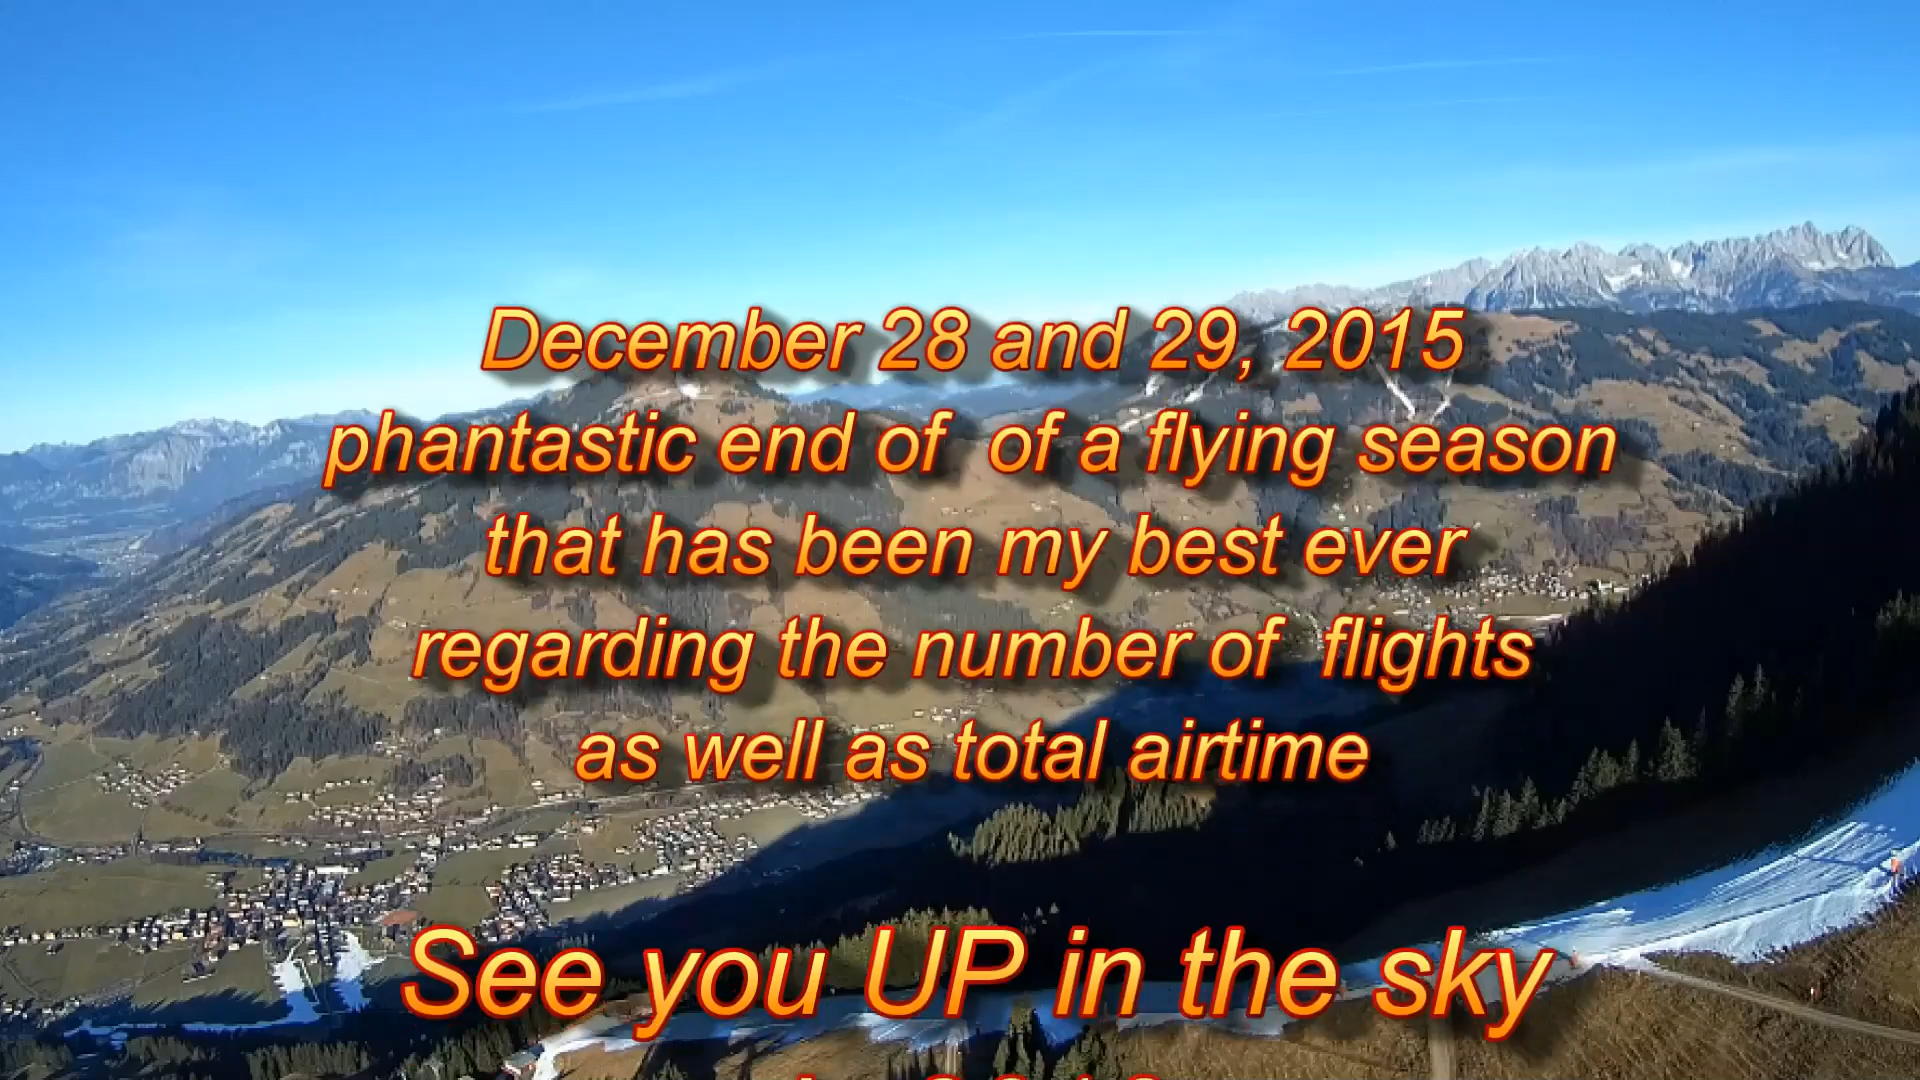 December 28 and 29, 2015
phantastic end of  of a flying season
that has been my best ever
regarding the number of  flights
as well as total airtime
See you UP in the sky